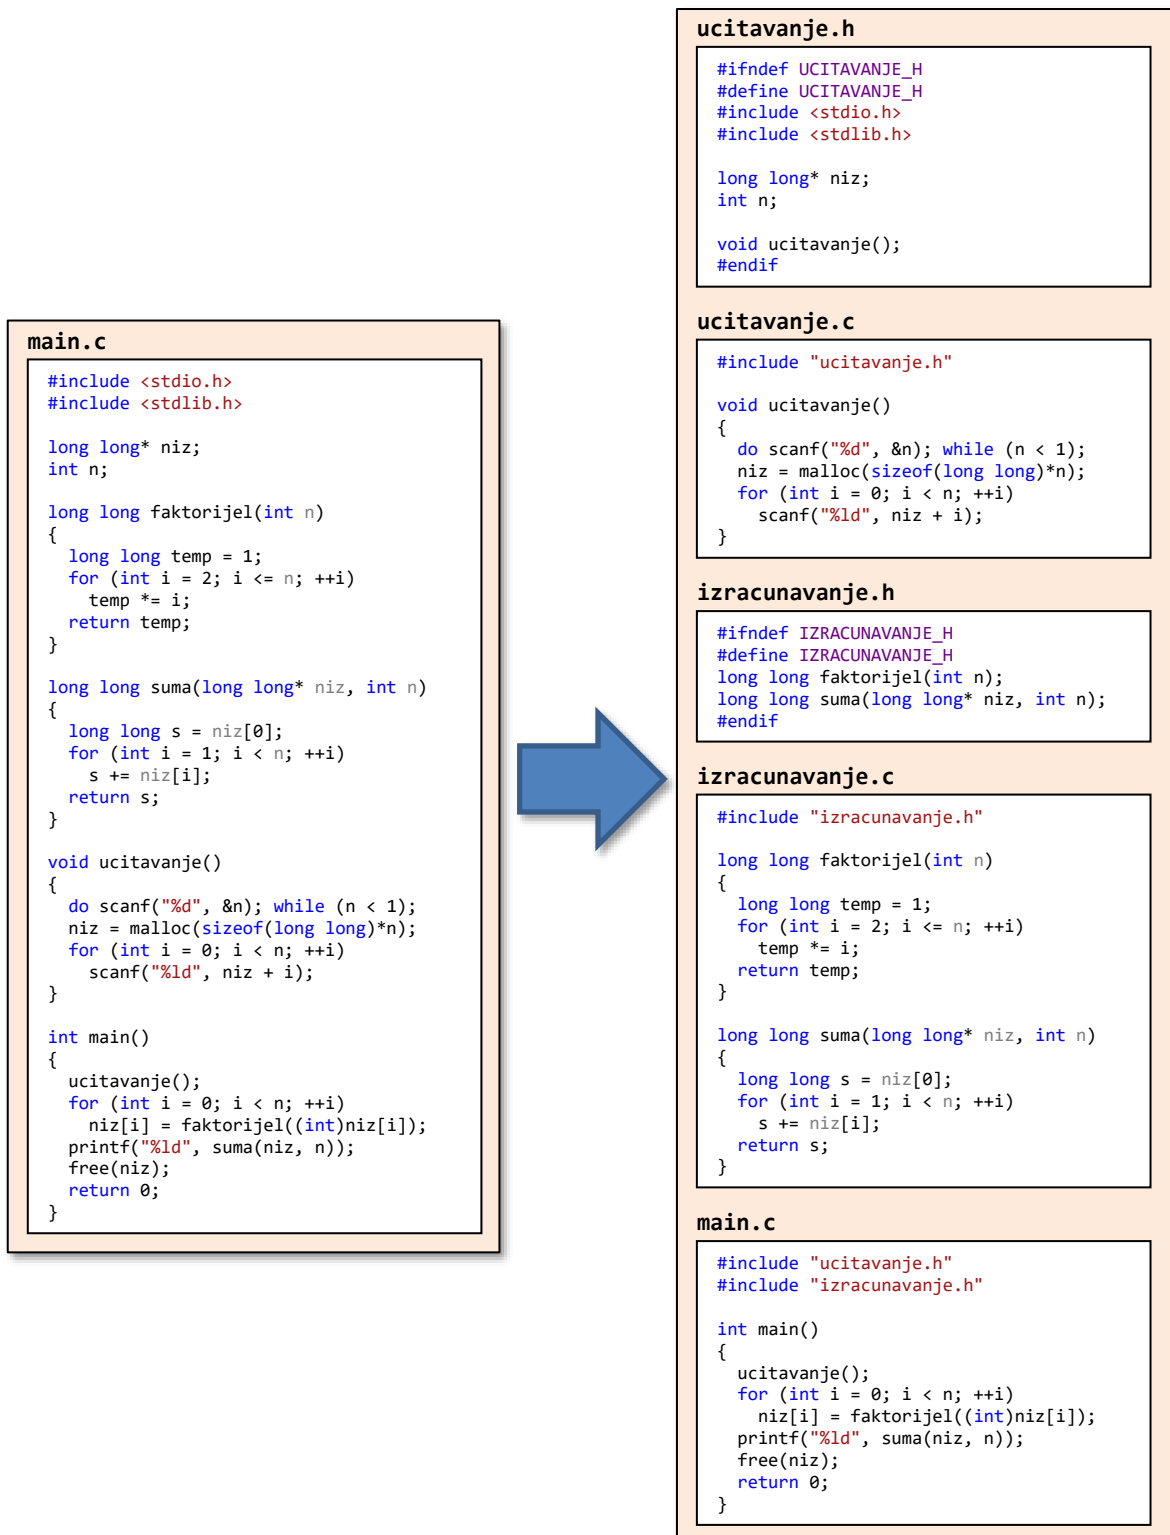 main.c
#include <stdio.h>
#include <stdlib.h>
long long* niz;
int n;
long long faktorijel(int n)
{
  long long temp = 1;
  for (int i = 2; i <= n; ++i)
    temp *= i;
  return temp;
}
long long suma(long long* niz, int n)
{
  long long s = niz[0];
  for (int i = 1; i < n; ++i)
    s += niz[i];
  return s;
}
void ucitavanje()
{
  do scanf("%d", &n); while (n < 1);
  niz = malloc(sizeof(long long)*n);
  for (int i = 0; i < n; ++i)
    scanf("%ld", niz + i);
}
int main()
{
  ucitavanje();
  for (int i = 0; i < n; ++i)
    niz[i] = faktorijel((int)niz[i]);
  printf("%ld", suma(niz, n));
  free(niz);
  return 0;
}
ucitavanje.h
#ifndef UCITAVANJE_H
#define UCITAVANJE_H
#include <stdio.h>
#include <stdlib.h>
long long* niz;
int n;
void ucitavanje();
#endif
ucitavanje.c
#include "ucitavanje.h"
void ucitavanje()
{
  do scanf("%d", &n); while (n < 1);
  niz = malloc(sizeof(long long)*n);
  for (int i = 0; i < n; ++i)
    scanf("%ld", niz + i);
}
izracunavanje.h
#ifndef IZRACUNAVANJE_H
#define IZRACUNAVANJE_H
long long faktorijel(int n);
long long suma(long long* niz, int n);
#endif
izracunavanje.c
#include "izracunavanje.h"
long long faktorijel(int n)
{
  long long temp = 1;
  for (int i = 2; i <= n; ++i)
    temp *= i;
  return temp;
}
long long suma(long long* niz, int n)
{
  long long s = niz[0];
  for (int i = 1; i < n; ++i)
    s += niz[i];
  return s;
}
main.c
#include "ucitavanje.h"
#include "izracunavanje.h"
int main()
{
  ucitavanje();
  for (int i = 0; i < n; ++i)
    niz[i] = faktorijel((int)niz[i]);
  printf("%ld", suma(niz, n));
  free(niz);
  return 0;
}